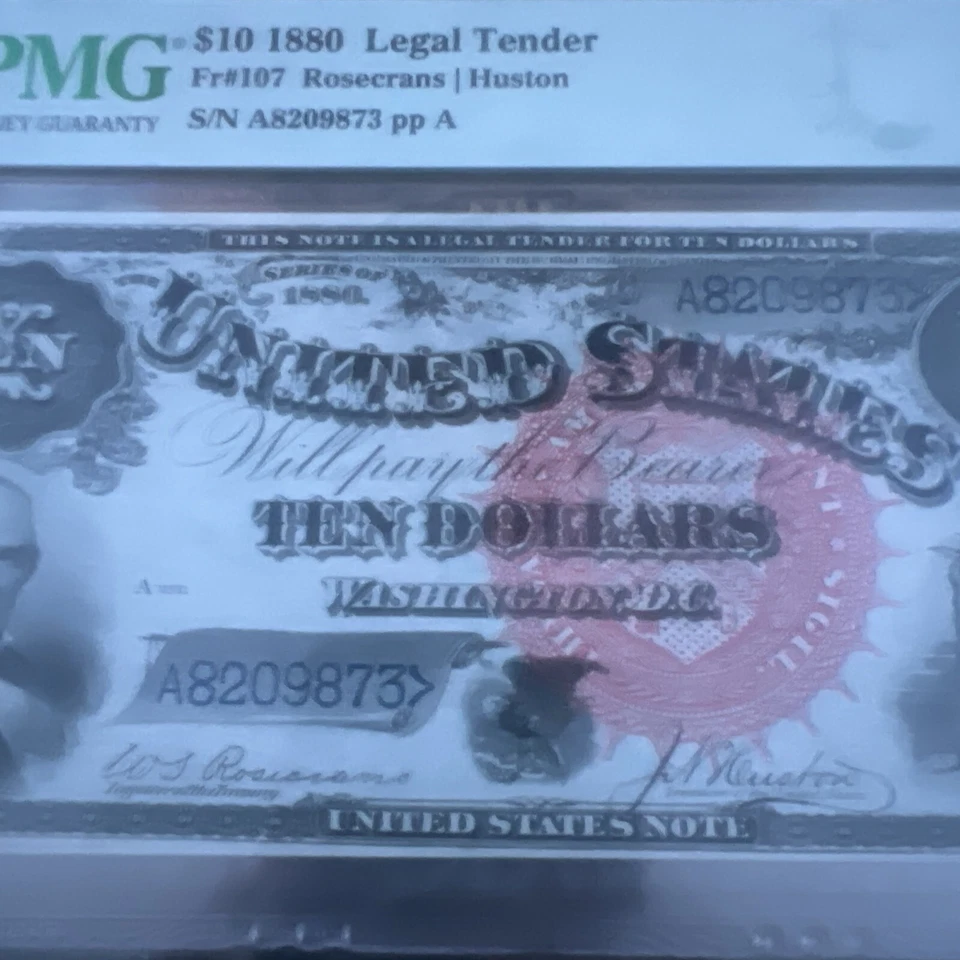 PMG
$10 1880 Legal Tender
Fr#107 Rosecrans | Huston
GUARANTY
S/N A8209873 pp A
THIS NOTE IS A LEGAL TENDER FOR TEN DOLLARS
SERIES OF
1880.
A8209873
UNITED STATES
Will pay the Bearer
TEN DOLLARS
WASHINGTON, D.C.
A
A8209873
W S Rosecrans
Huston
UNITED STATES NOTE